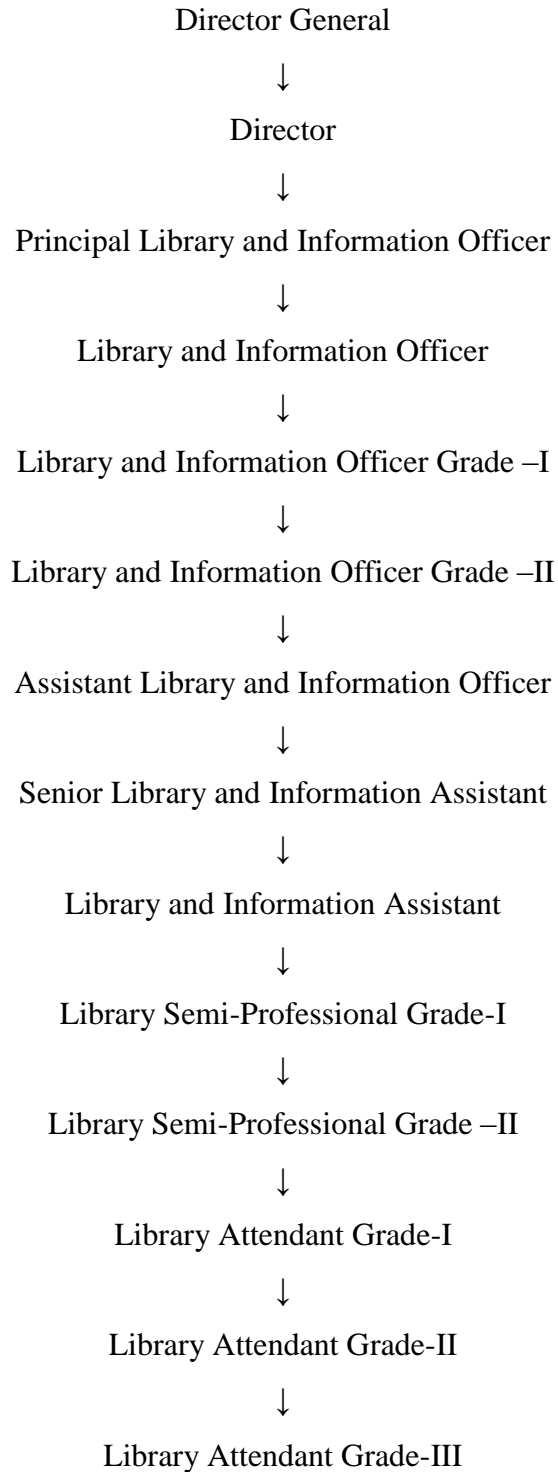 Director General
↓
Director
↓
Principal Library and Information Officer
↓
Library and Information Officer
↓
Library and Information Officer Grade –I
↓
Library and Information Officer Grade –II
↓
Assistant Library and Information Officer
↓
Senior Library and Information Assistant
↓
Library and Information Assistant
↓
Library Semi-Professional Grade-I
↓
Library Semi-Professional Grade –II
↓
Library Attendant Grade-I
↓
Library Attendant Grade-II
↓
Library Attendant Grade-III